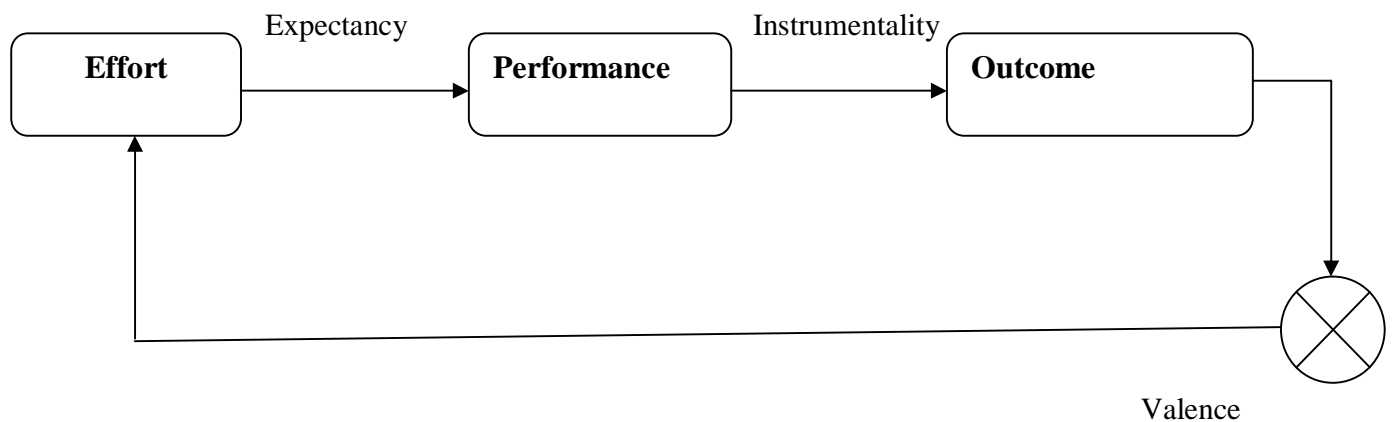 Expectancy
Instrumentality
Effort
Performance
Outcome
Valence